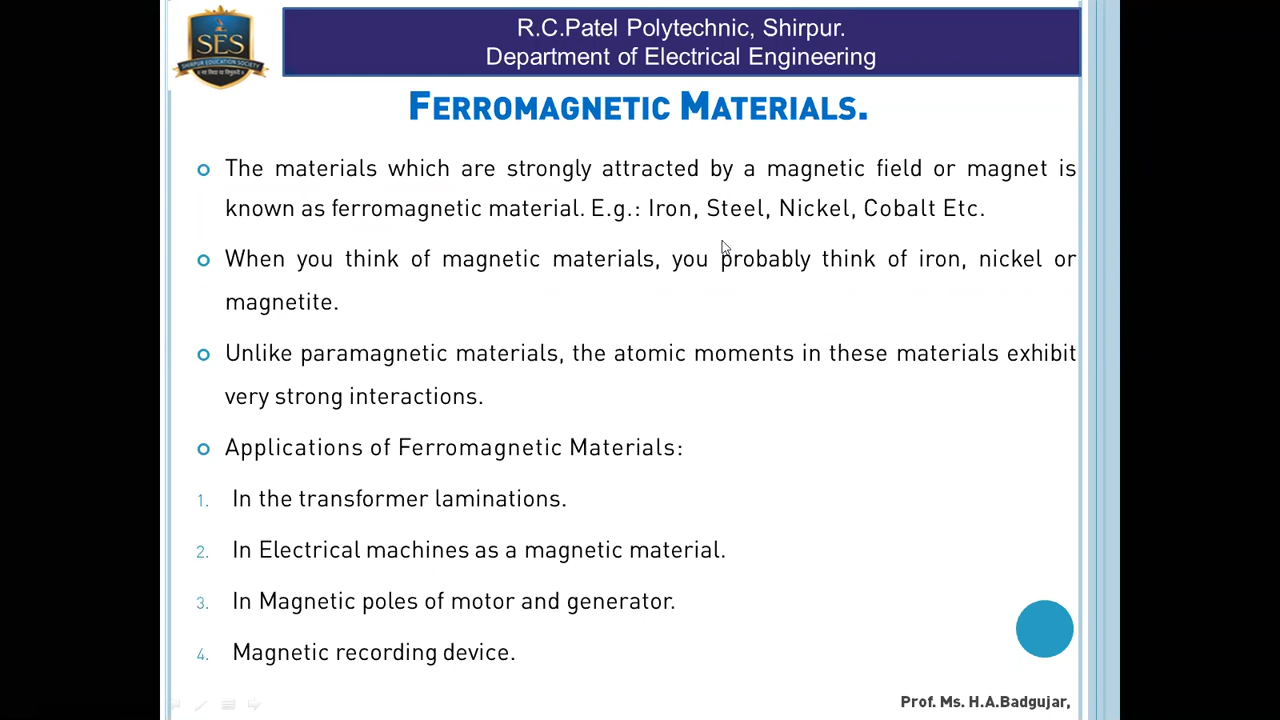 R.C.Patel Polytechnic, Shirpur.
Department of Electrical Engineering
SES
SHIRPUR EDUCATION SOCIETY
FERROMAGNETIC MATERIALS.
The materials which are strongly attracted by a magnetic field or magnet is
known as ferromagnetic material. E.g.: Iron, Steel, Nickel, Cobalt Etc.
When you think of magnetic materials, you probably think of iron, nickel or
magnetite.
Unlike paramagnetic materials, the atomic moments in these materials exhibit
very strong interactions.
Applications of Ferromagnetic Materials:
1. In the transformer laminations.
2. In Electrical machines as a magnetic material.
3. In Magnetic poles of motor and generator.
4. Magnetic recording device.
Prof. Ms. H.A.Badgujar,